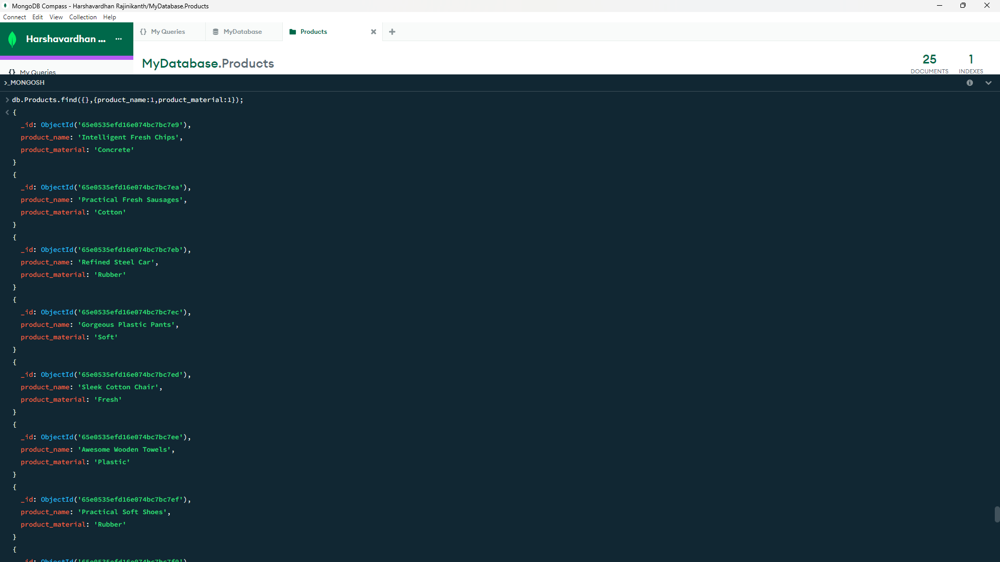 MongoDB Compass - Harshavardhan Rajinikanth/MyDatabase.Products
Connect Edit View Collection Help
Harshavardhan ... ···
{} My Queries
MyDatabase
Products
MyDatabase.Products
25
DOCUMENTS
1
INDEXES
{} My Queries
>_MONGOSH
> db.Products.find({},{product_name:1,product_material:1});
< {
_id: ObjectId('65e0535efd16e074bc7bc7e9'),
product_name: 'Intelligent Fresh Chips',
product_material: 'Concrete'
}
{
_id: ObjectId('65e0535efd16e074bc7bc7ea'),
product_name: 'Practical Fresh Sausages',
product_material: 'Cotton'
}
{
_id: ObjectId('65e0535efd16e074bc7bc7eb'),
product_name: 'Refined Steel Car',
product_material: 'Rubber'
}
{
_id: ObjectId('65e0535efd16e074bc7bc7ec'),
product_name: 'Gorgeous Plastic Pants',
product_material: 'Soft'
}
{
_id: ObjectId('65e0535efd16e074bc7bc7ed'),
product_name: 'Sleek Cotton Chair',
product_material: 'Fresh'
}
{
_id: ObjectId('65e0535efd16e074bc7bc7ee'),
product_name: 'Awesome Wooden Towels',
product_material: 'Plastic'
}
{
_id: ObjectId('65e0535efd16e074bc7bc7ef'),
product_name: 'Practical Soft Shoes',
product_material: 'Rubber'
}
{
_id: ObjectId('65e0535efd16e074bc7bc7f0')